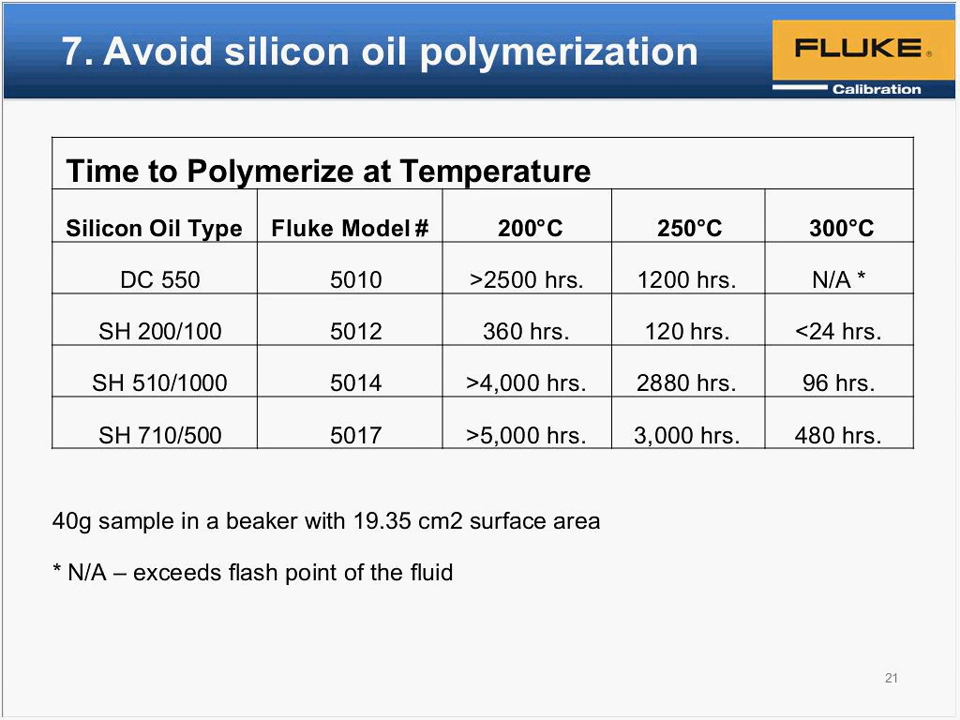 7. Avoid silicon oil polymerization
FLUKE®
Calibration
Time to Polymerize at Temperature
Silicon Oil Type Fluke Model # 200°C 250°C 300°C
DC 550 5010 >2500 hrs. 1200 hrs. N/A *
SH 200/100 5012 360 hrs. 120 hrs. <24 hrs.
SH 510/1000 5014 >4,000 hrs. 2880 hrs. 96 hrs.
SH 710/500 5017 >5,000 hrs. 3,000 hrs. 480 hrs.
40g sample in a beaker with 19.35 cm2 surface area
* N/A – exceeds flash point of the fluid
21